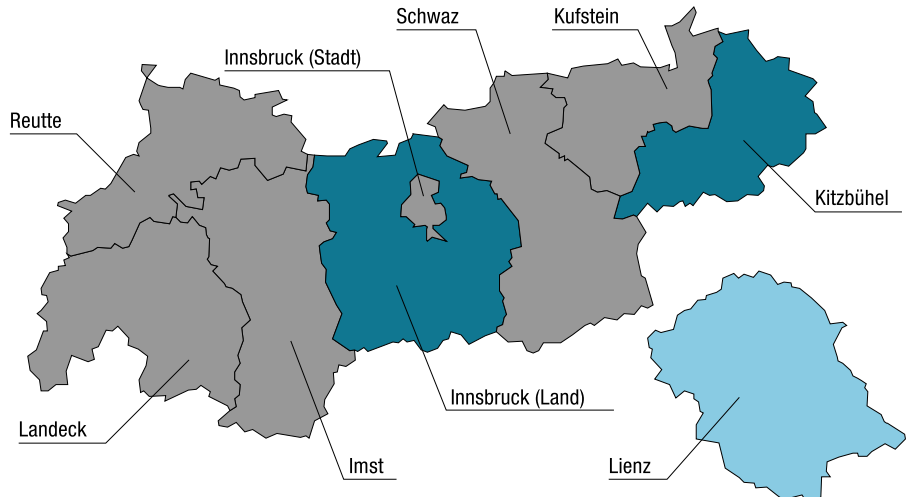 Schwaz
Kufstein
Innsbruck (Stadt)
Reutte
Kitzbühel
Innsbruck (Land)
Landeck
Imst
Lienz